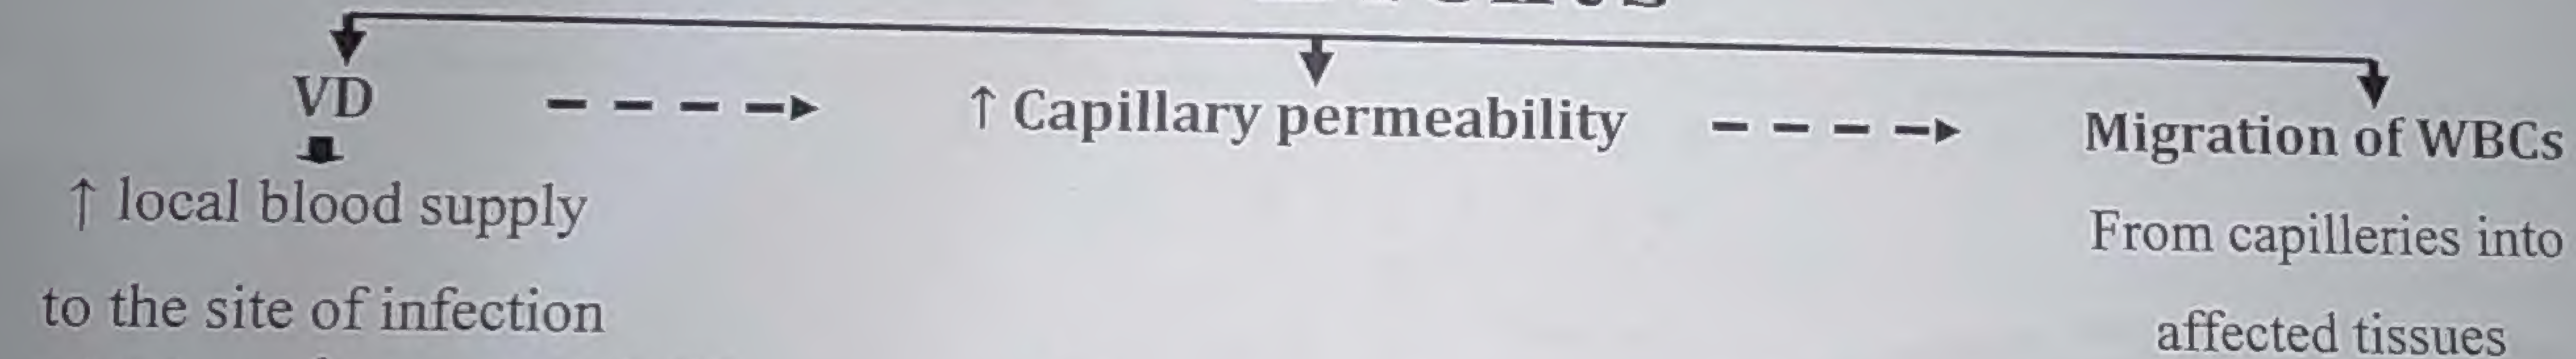 VD
↑ Capillary permeability
Migration of WBCs
↑ local blood supply
From capilleries into
to the site of infection
affected tissues